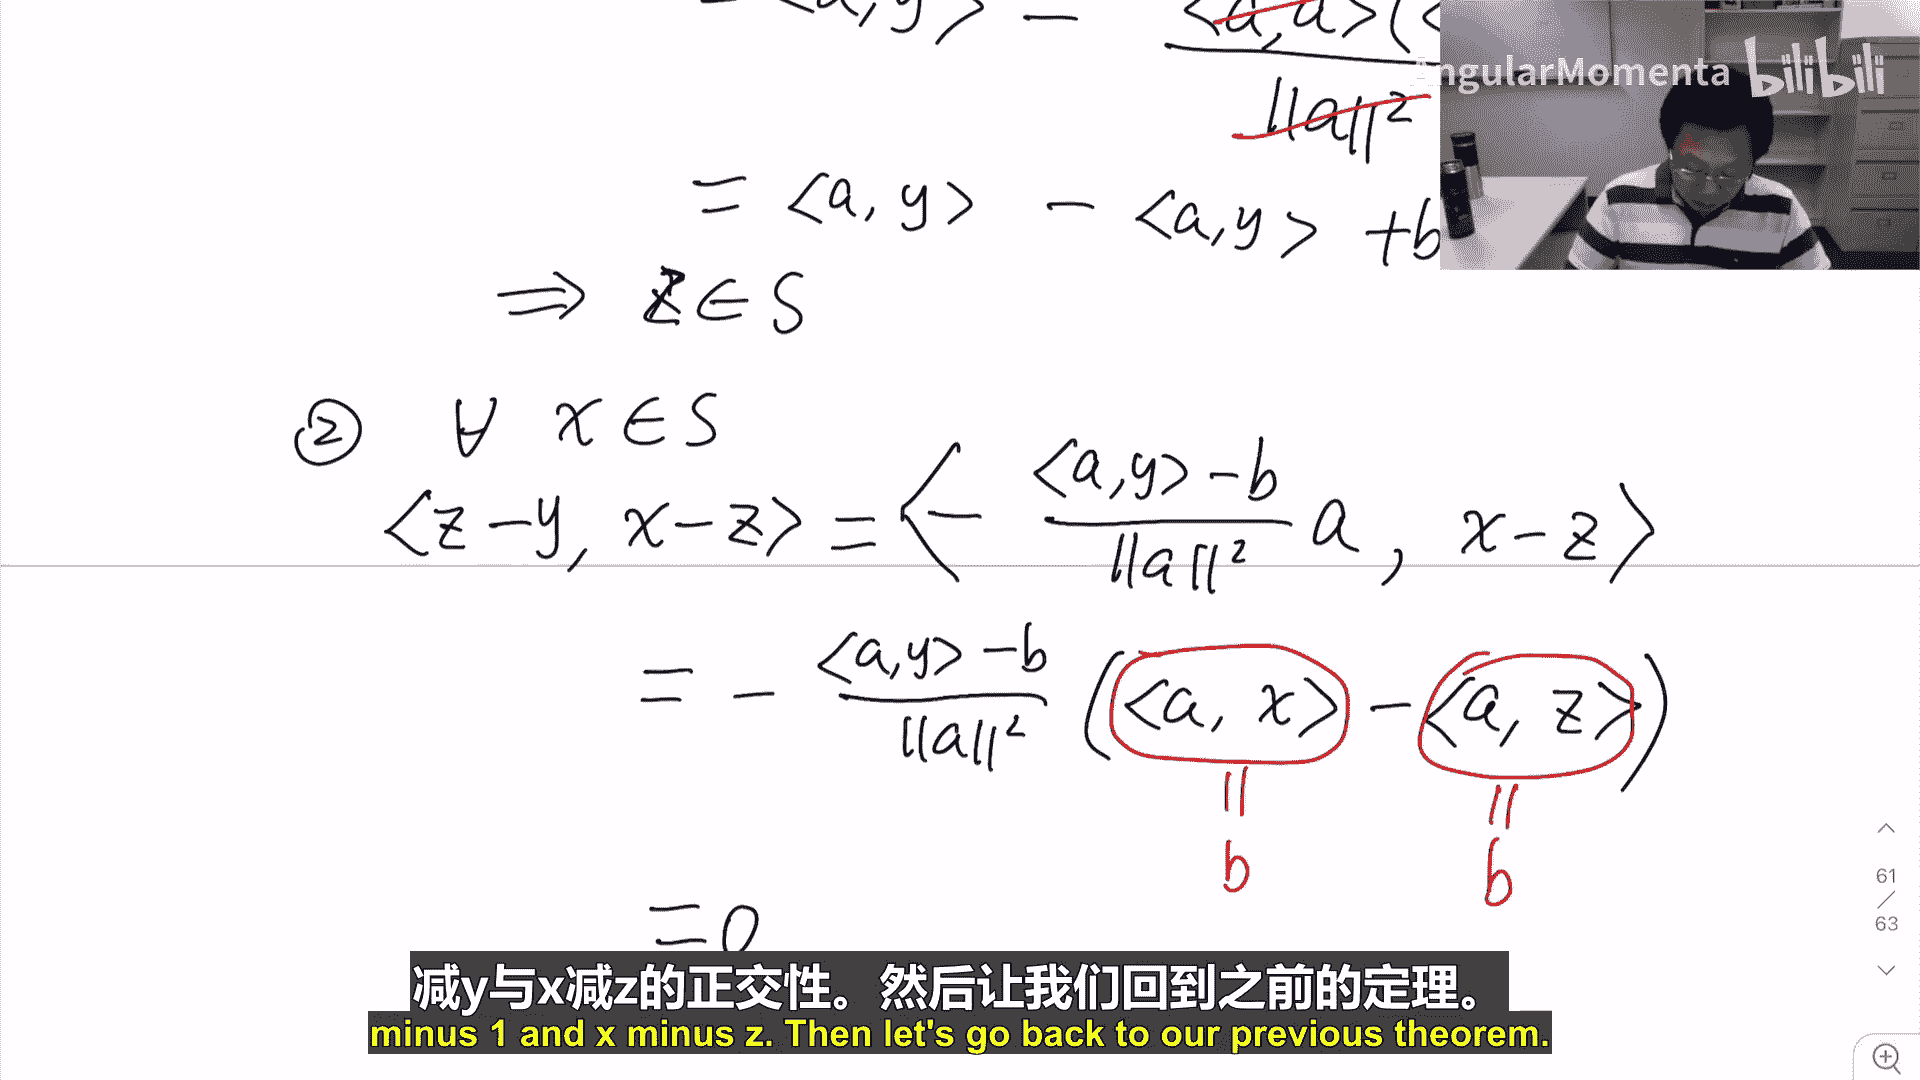 = <a, y> - <a, a>(<
||a||²
AngularMomenta bilibili
= <a, y> - <a, y> +b
⇒ z ∈ S
② ∀ x ∈ S
<z-y, x-z> = < - (<a,y> -b)/||a||² a, x-z>
= - (<a,y> -b)/||a||² (<a, x> - <a, z>)
|| ||
b b
=0
61
/
63
减y与x减z的正交性。然后让我们回到之前的定理。
minus 1 and x minus z. Then let's go back to our previous theorem.